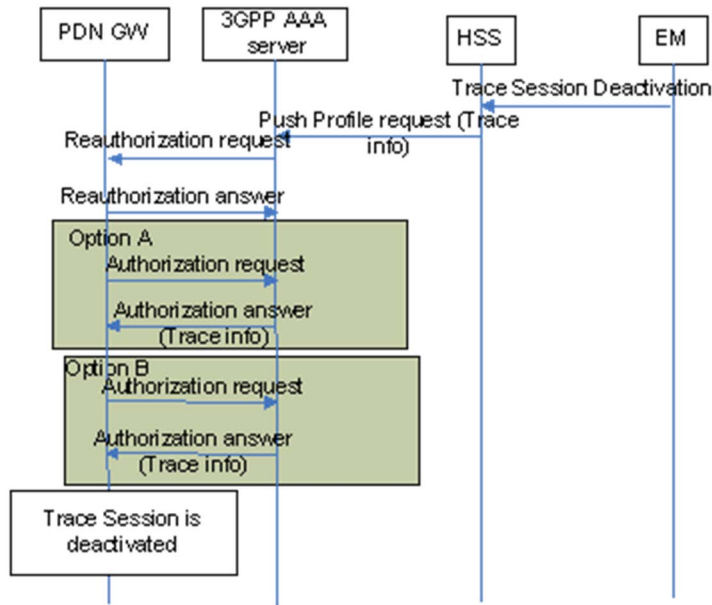 PDN GW
3GPP AAA
server
HSS
EM
Trace Session Deactivation
Push Profile request (Trace
info)
Reauthorization request
Reauthorization answer
Option A
Authorization request
Authorization answer
(Trace info)
Option B
Authorization request
Authorization answer
(Trace info)
Trace Session is
deactivated